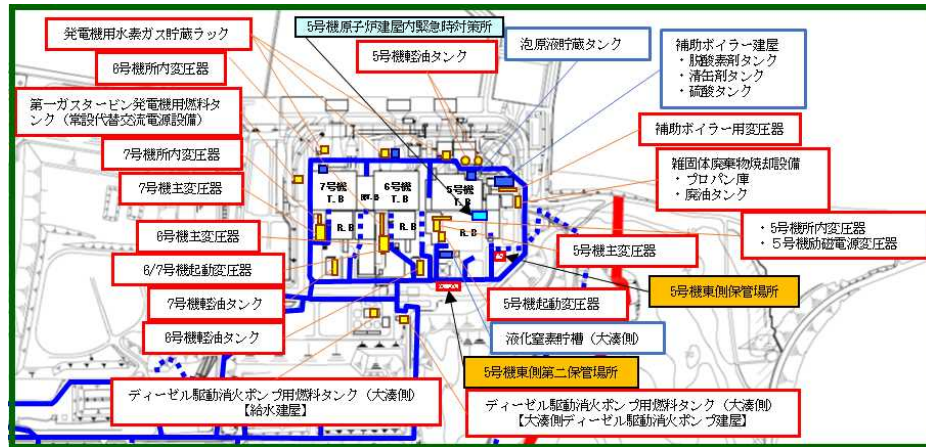 5号機原子炉建屋内緊急時対策所
発電機用水素ガス貯蔵ラック
泡原液貯蔵タンク
補助ボイラー建屋
・脱酸素剤タンク
・清缶剤タンク
・硫酸タンク
5号機軽油タンク
6号機所内変圧器
第一ガスタービン発電機用燃料タ
ンク（常設代替交流電源設備）
補助ボイラー用変圧器
7号機所内変圧器
雑固体廃棄物焼却設備
・プロパン庫
・廃油タンク
7号機
T.B
6号機
T.B
5号機
T.B
7号機主変圧器
RW.B
R.B
R.B
R.B
・5号機所内変圧器
・5号機励磁電源変圧器
6号機主変圧器
5号機主変圧器
6/7号機起動変圧器
5号機東側保管場所
7号機軽油タンク
5号機起動変圧器
6号機軽油タンク
液化窒素貯槽（大湊側）
5号機東側第二保管場所
ディーゼル駆動消火ポンプ用燃料タンク（大湊側）
【給水建屋】
ディーゼル駆動消火ポンプ用燃料タンク（大湊側）
【大湊側ディーゼル駆動消火ポンプ建屋】